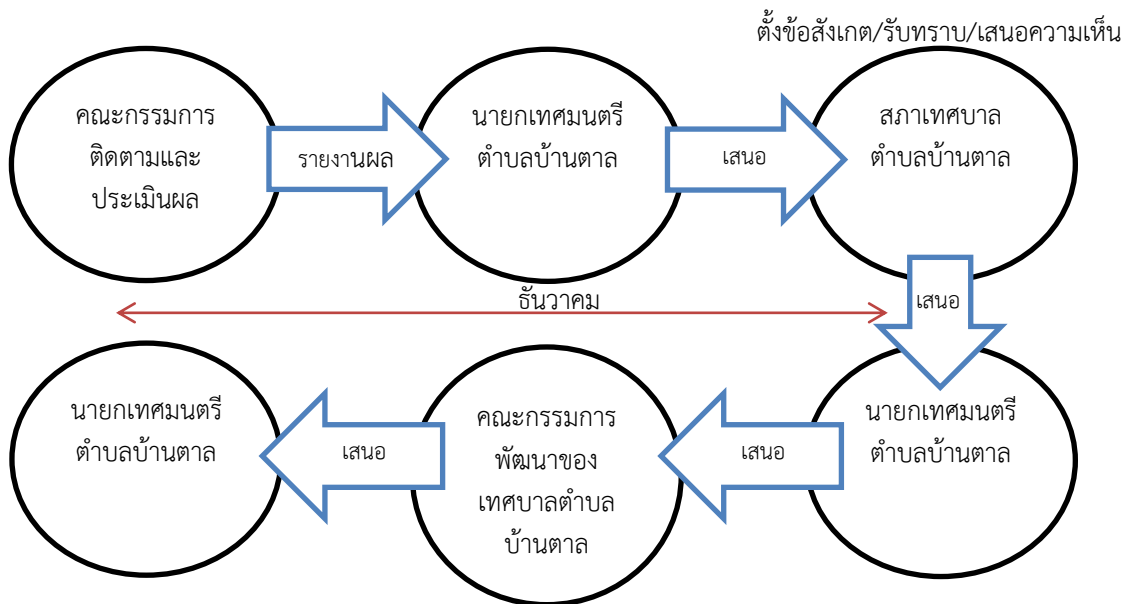 ตั้งข้อสังเกต/รับทราบ/เสนอความเห็น
คณะกรรมการ
ติดตามและ
ประเมินผล
รายงานผล
นายกเทศมนตรี
ตำบลบ้านตาล
เสนอ
สภาเทศบาล
ตำบลบ้านตาล
เสนอ
ธันวาคม
นายกเทศมนตรี
ตำบลบ้านตาล
เสนอ
คณะกรรมการ
พัฒนาของ
เทศบาลตำบล
บ้านตาล
เสนอ
นายกเทศมนตรี
ตำบลบ้านตาล